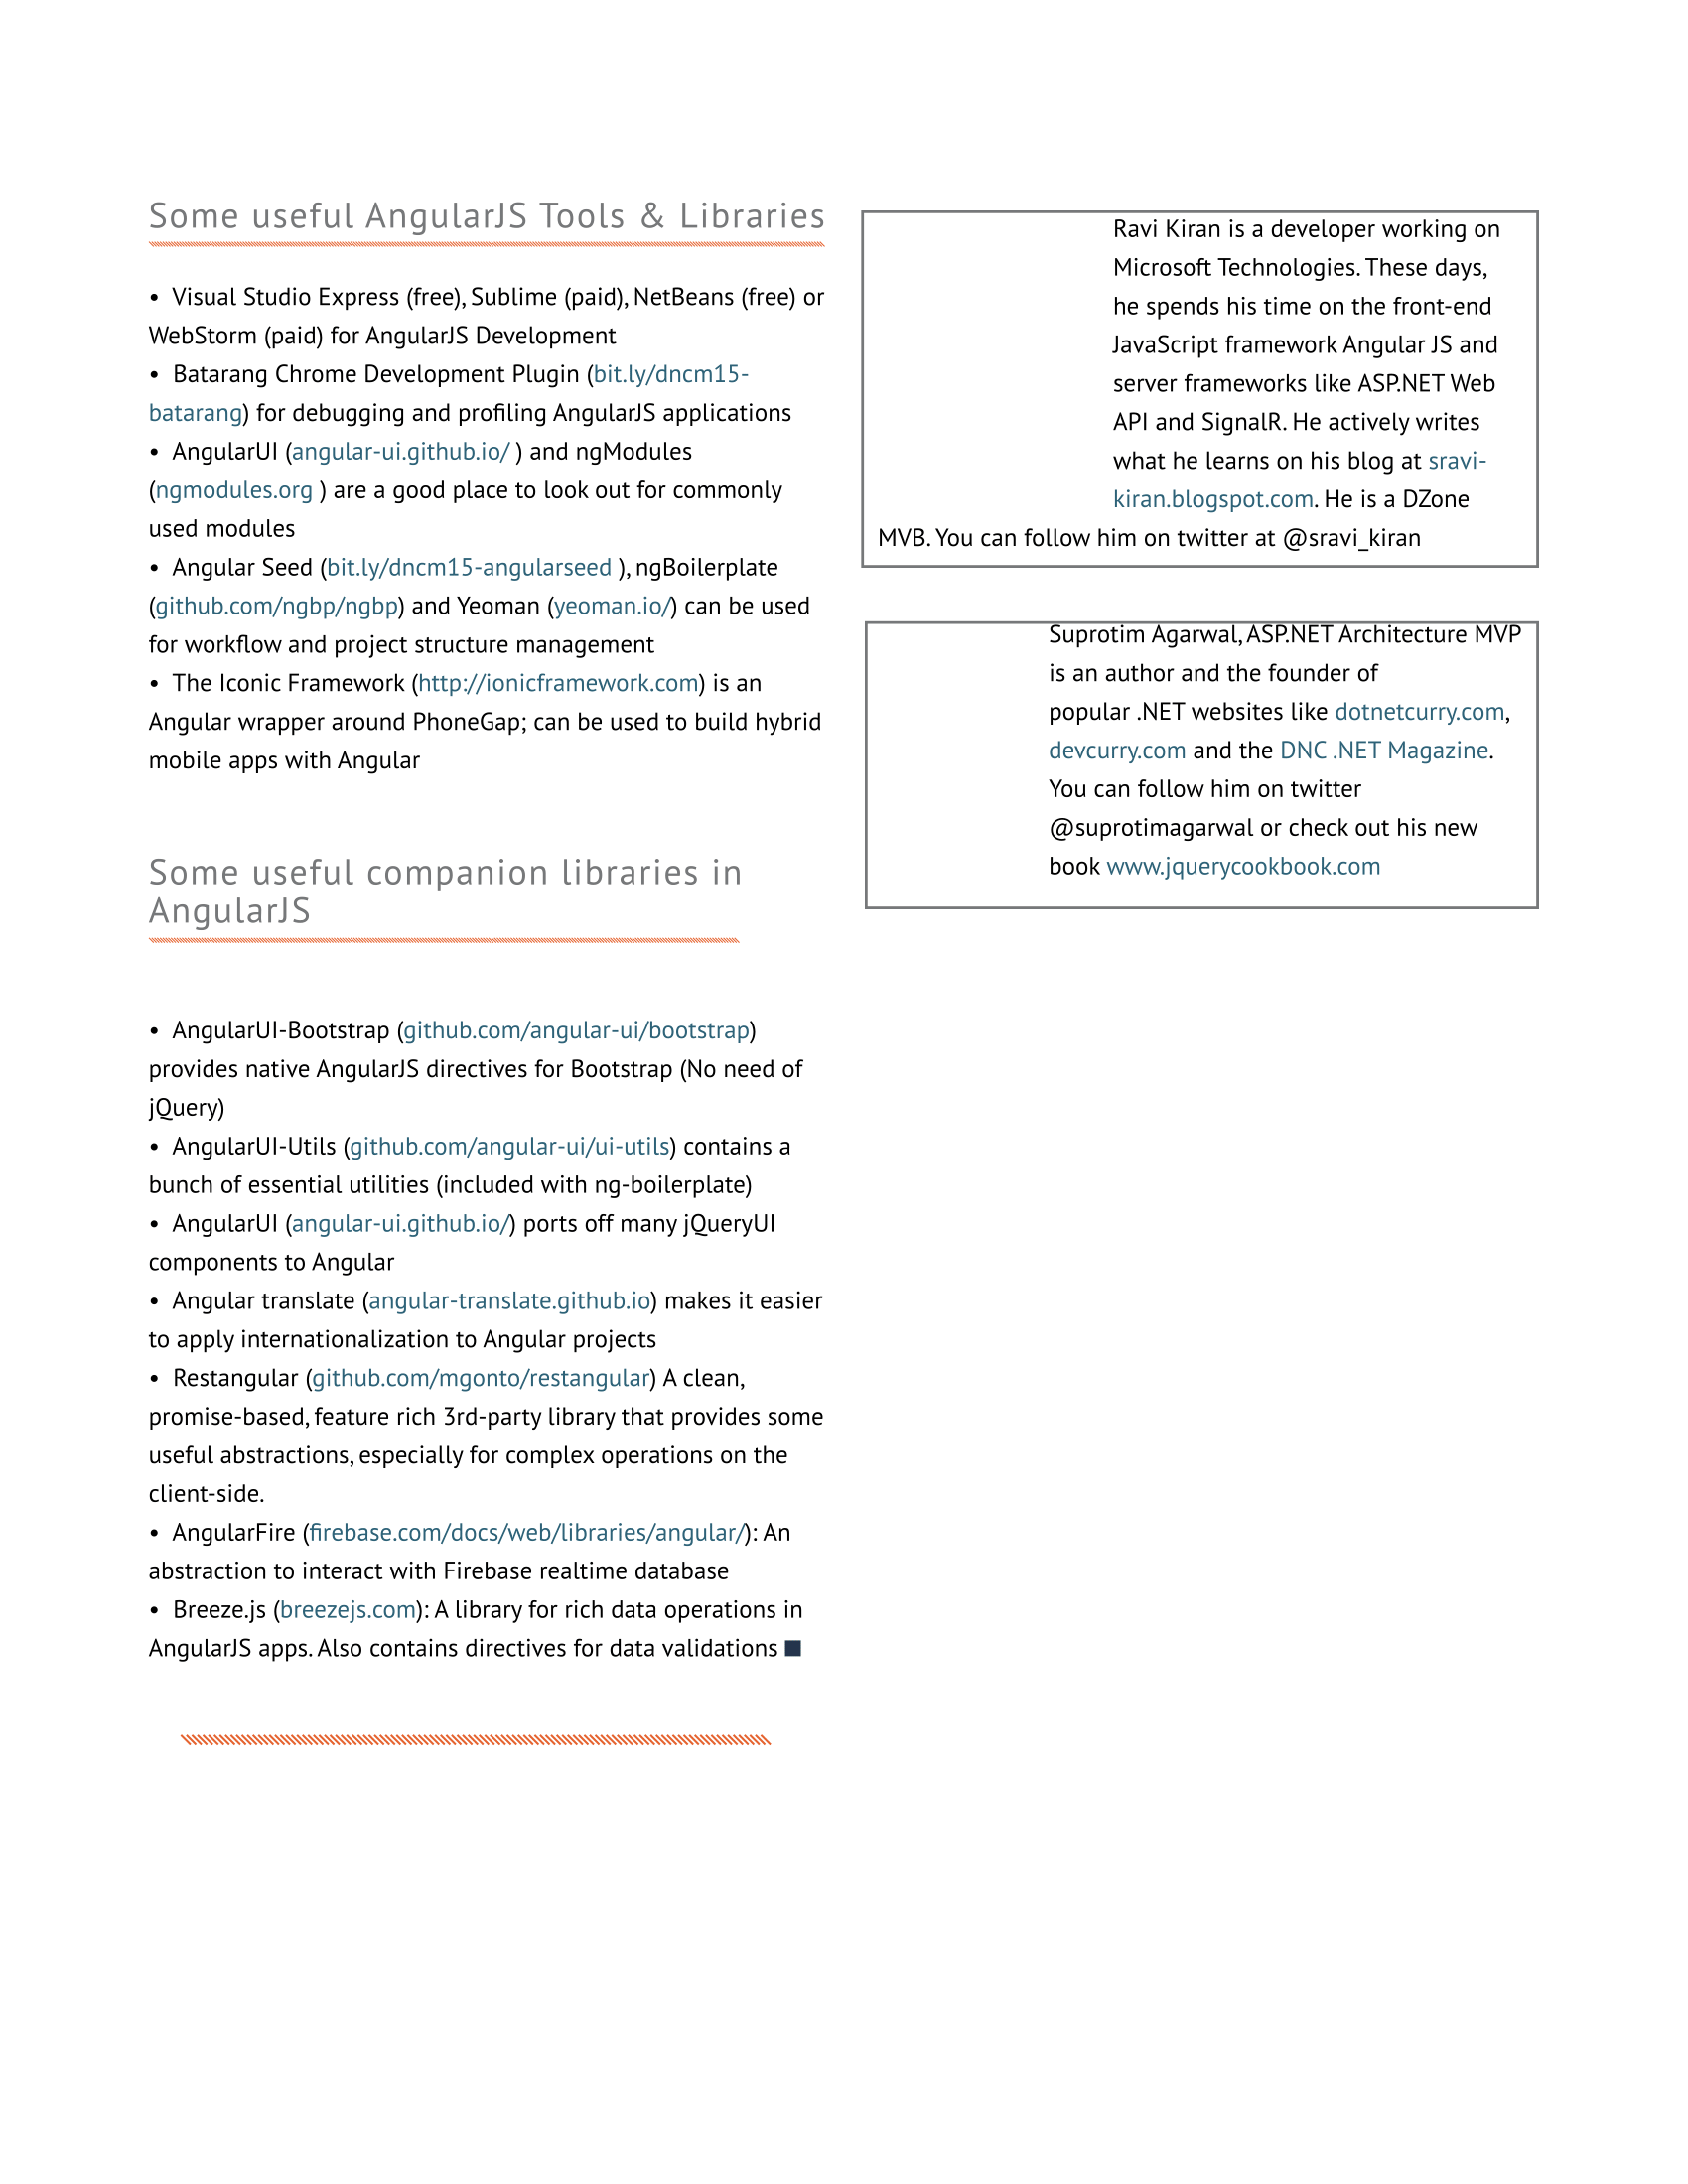 Some useful AngularJS Tools & Libraries
• Visual Studio Express (free), Sublime (paid), NetBeans (free) or
WebStorm (paid) for AngularJS Development
• Batarang Chrome Development Plugin (bit.ly/dncm15-
batarang) for debugging and profiling AngularJS applications
• AngularUI (angular-ui.github.io/ ) and ngModules
(ngmodules.org ) are a good place to look out for commonly
used modules
• Angular Seed (bit.ly/dncm15-angularseed ), ngBoilerplate
(github.com/ngbp/ngbp) and Yeoman (yeoman.io/) can be used
for workflow and project structure management
• The Iconic Framework (http://ionicframework.com) is an
Angular wrapper around PhoneGap; can be used to build hybrid
mobile apps with Angular
Some useful companion libraries in
AngularJS
• AngularUI-Bootstrap (github.com/angular-ui/bootstrap)
provides native AngularJS directives for Bootstrap (No need of
jQuery)
• AngularUI-Utils (github.com/angular-ui/ui-utils) contains a
bunch of essential utilities (included with ng-boilerplate)
• AngularUI (angular-ui.github.io/) ports off many jQueryUI
components to Angular
• Angular translate (angular-translate.github.io) makes it easier
to apply internationalization to Angular projects
• Restangular (github.com/mgonto/restangular) A clean,
promise-based, feature rich 3rd-party library that provides some
useful abstractions, especially for complex operations on the
client-side.
• AngularFire (firebase.com/docs/web/libraries/angular/): An
abstraction to interact with Firebase realtime database
• Breeze.js (breezejs.com): A library for rich data operations in
AngularJS apps. Also contains directives for data validations ■
Ravi Kiran is a developer working on
Microsoft Technologies. These days,
he spends his time on the front-end
JavaScript framework Angular JS and
server frameworks like ASP.NET Web
API and SignalR. He actively writes
what he learns on his blog at sravi-
kiran.blogspot.com. He is a DZone
MVB. You can follow him on twitter at @sravi_kiran
Suprotim Agarwal, ASP.NET Architecture MVP
is an author and the founder of
popular .NET websites like dotnetcurry.com,
devcurry.com and the DNC .NET Magazine.
You can follow him on twitter
@suprotimagarwal or check out his new
book www.jquerycookbook.com